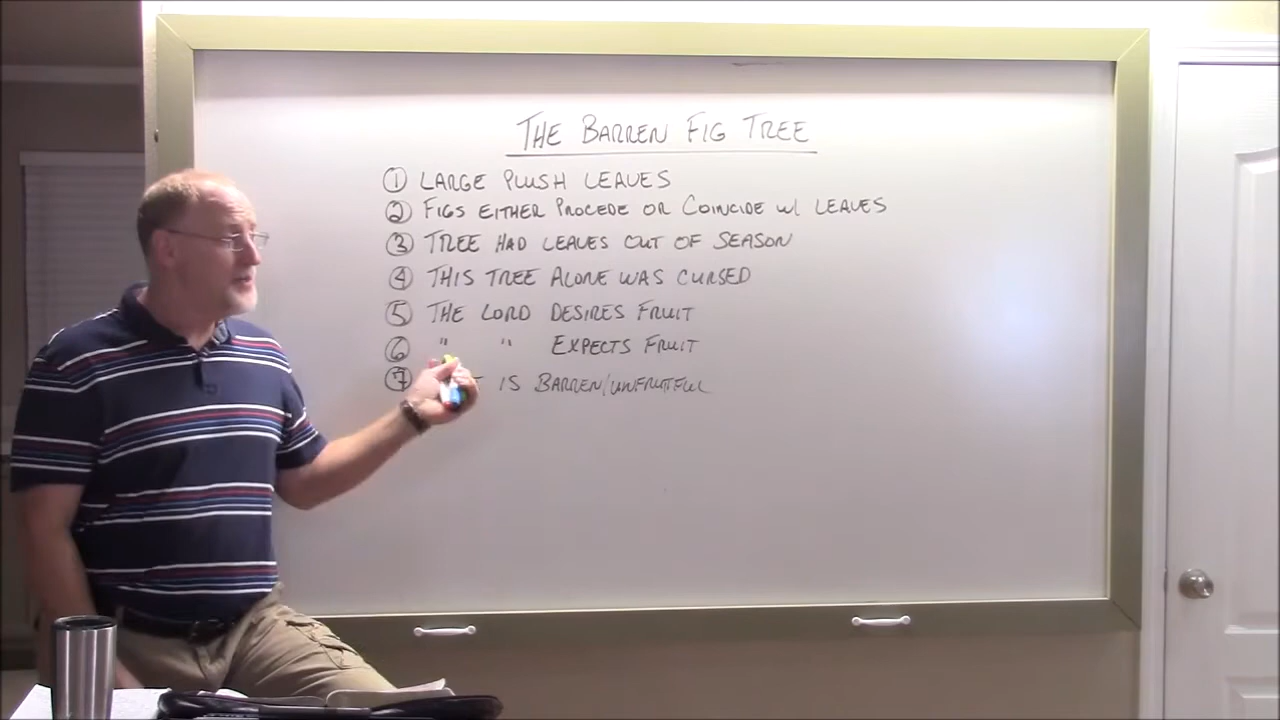 THE BARREN FIG TREE
① LARGE PLUSH LEAVES
② FIGS EITHER PROCEDE OR COINCIDE W/ LEAVES
③ TREE HAD LEAVES OUT OF SEASON
④ THIS TREE ALONE WAS CURSED
⑤ THE LORD DESIRES FRUIT
⑥ " " EXPECTS FRUIT
⑦ IS BARREN/UNFRUTFUL